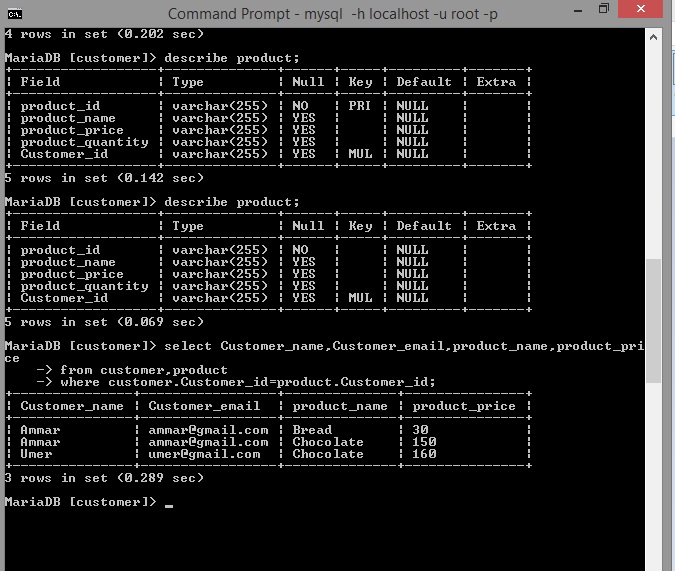 Command Prompt - mysql  -h localhost -u root -p
4 rows in set (0.202 sec)
MariaDB [customer]> describe product;
+------------------+--------------+------+-----+---------+-------+
| Field            | Type         | Null | Key | Default | Extra |
+------------------+--------------+------+-----+---------+-------+
| product_id       | varchar(255) | NO   | PRI | NULL    |       |
| product_name     | varchar(255) | YES  |     | NULL    |       |
| product_price    | varchar(255) | YES  |     | NULL    |       |
| product_quantity | varchar(255) | YES  |     | NULL    |       |
| Customer_id      | varchar(255) | YES  | MUL | NULL    |       |
+------------------+--------------+------+-----+---------+-------+
5 rows in set (0.142 sec)
MariaDB [customer]> describe product;
+------------------+--------------+------+-----+---------+-------+
| Field            | Type         | Null | Key | Default | Extra |
+------------------+--------------+------+-----+---------+-------+
| product_id       | varchar(255) | NO   |     | NULL    |       |
| product_name     | varchar(255) | YES  |     | NULL    |       |
| product_price    | varchar(255) | YES  |     | NULL    |       |
| product_quantity | varchar(255) | YES  |     | NULL    |       |
| Customer_id      | varchar(255) | YES  | MUL | NULL    |       |
+------------------+--------------+------+-----+---------+-------+
5 rows in set (0.069 sec)
MariaDB [customer]> select Customer_name,Customer_email,product_name,product_pri
ce
    -> from customer,product
    -> where customer.Customer_id=product.Customer_id;
+---------------+-----------------+--------------+---------------+
| Customer_name | Customer_email  | product_name | product_price |
+---------------+-----------------+--------------+---------------+
| Ammar         | ammar@gmail.com | Bread        | 30            |
| Ammar         | ammar@gmail.com | Chocolate    | 150           |
| Umer          | umer@gmail.com  | Chocolate    | 160           |
+---------------+-----------------+--------------+---------------+
3 rows in set (0.289 sec)
MariaDB [customer]> _